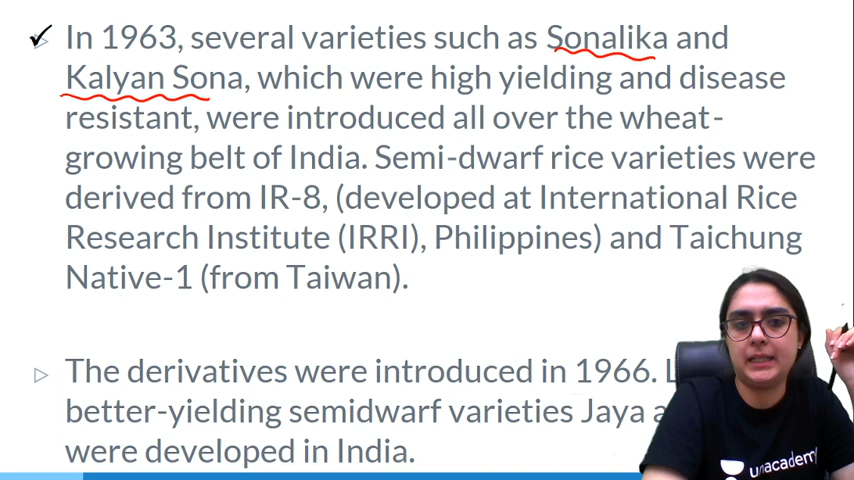 In 1963, several varieties such as Sonalika and
Kalyan Sona, which were high yielding and disease
resistant, were introduced all over the wheat-
growing belt of India. Semi-dwarf rice varieties were
derived from IR-8, (developed at International Rice
Research Institute (IRRI), Philippines) and Taichung
Native-1 (from Taiwan).
The derivatives were introduced in 1966.
better-yielding semidwarf varieties Jaya
were developed in India.
unacademy